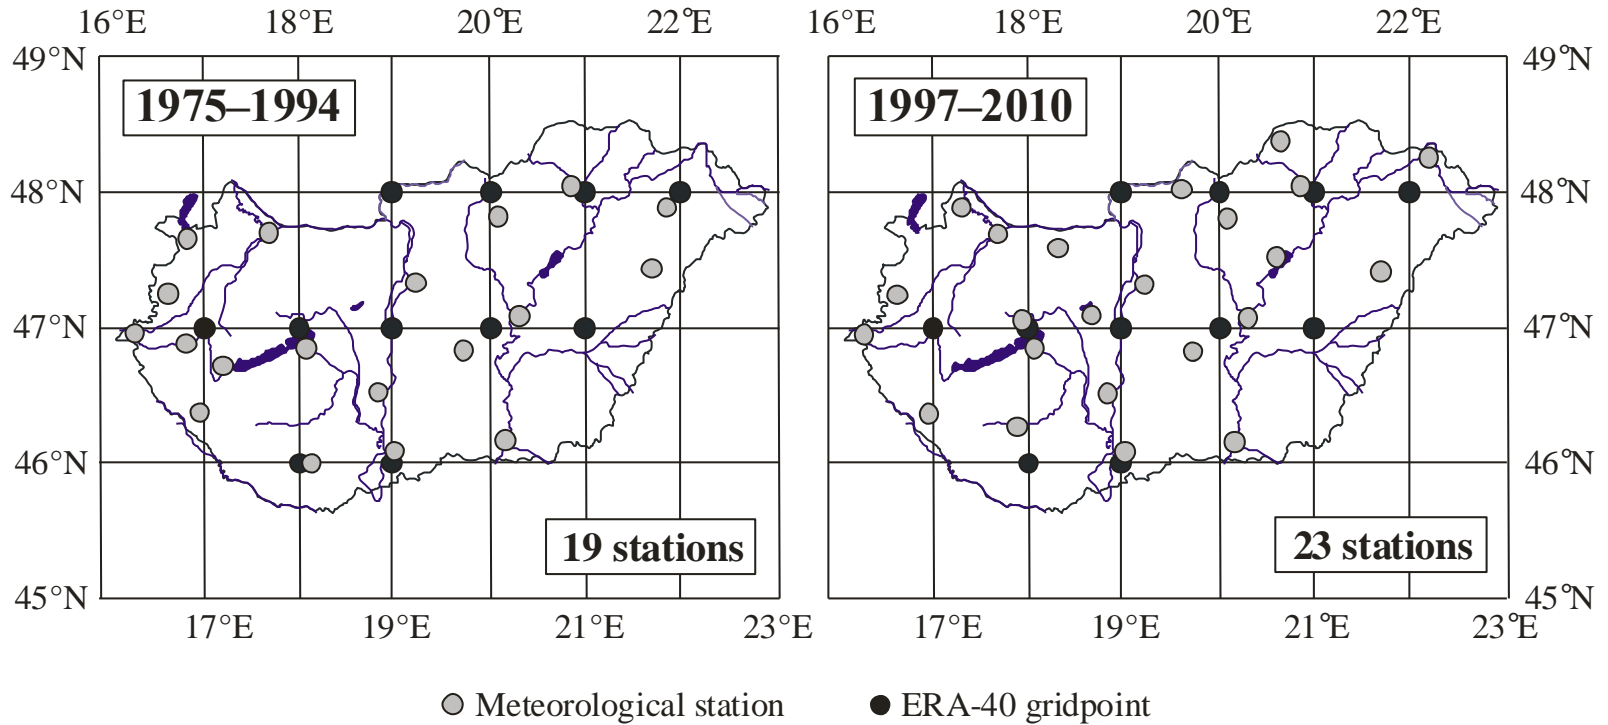 16°E 18°E 20°E 22°E 16°E 18°E 20°E 22°E
49°N 49°N
1975–1994 1997–2010
48°N 48°N
47°N 47°N
46°N 46°N
19 stations 23 stations
45°N 45°N
17°E 19°E 21°E 23°E 17°E 19°E 21°E 23°E
Meteorological station ERA-40 gridpoint